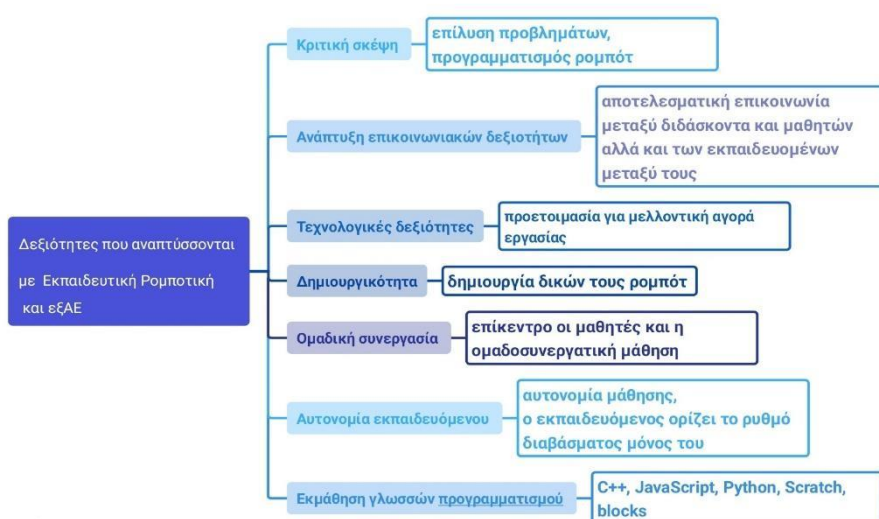 Κριτική σκέψη
επίλυση προβλημάτων,
προγραμματισμός ρομπότ
Ανάπτυξη επικοινωνιακών δεξιοτήτων
αποτελεσματική επικοινωνία
μεταξύ διδάσκοντα και μαθητών
αλλά και των εκπαιδευομένων
μεταξύ τους
Δεξιότητες που αναπτύσσονται
με Εκπαιδευτική Ρομποτική
και εξΑΕ
Τεχνολογικές δεξιότητες
προετοιμασία για μελλοντική αγορά
εργασίας
Δημιουργικότητα
δημιουργία δικών τους ρομπότ
Ομαδική συνεργασία
επίκεντρο οι μαθητές και η
ομαδοσυνεργατική μάθηση
Αυτονομία εκπαιδευόμενου
αυτονομία μάθησης,
ο εκπαιδευόμενος ορίζει το ρυθμό
διαβάσματος μόνος του
Εκμάθηση γλωσσών προγραμματισμού
C++, JavaScript, Python, Scratch,
blocks